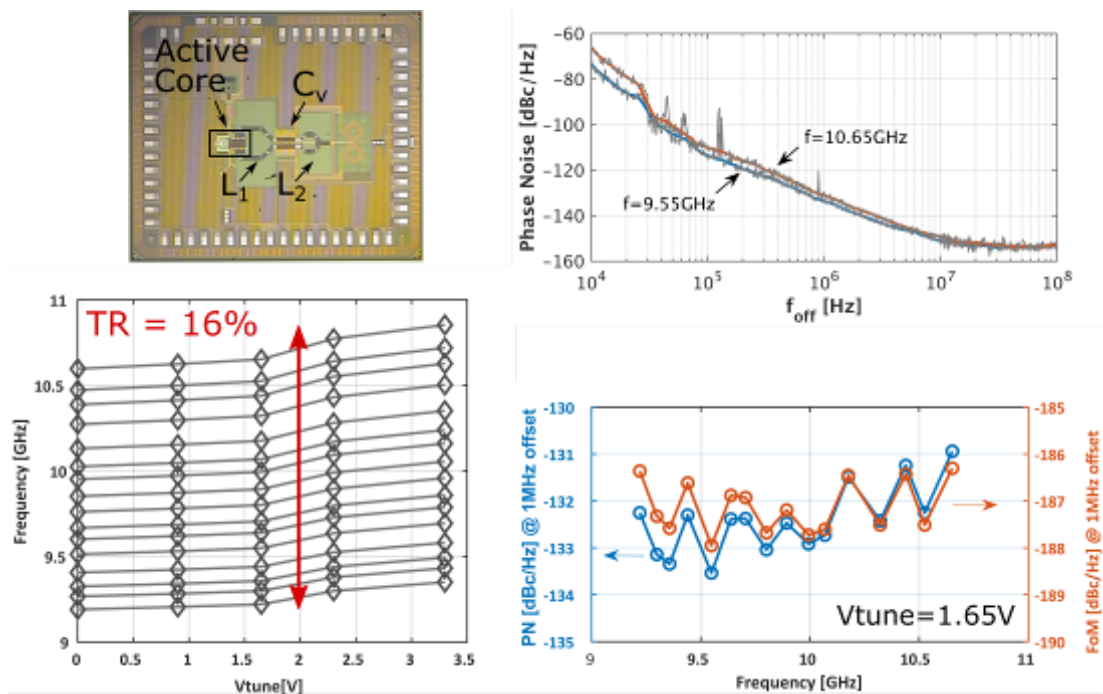 Active
Core
C_v
L_1
L_2
Phase Noise [dBc/Hz]
-60
-80
-100
-120
-140
-160
f=10.65GHz
f=9.55GHz
10^4
10^5
10^6
10^7
10^8
f_off [Hz]
TR = 16%
Frequency [GHz]
11
10.5
10
9.5
9
0
0.5
1
1.5
2
2.5
3
3.5
Vtune[V]
PN [dBc/Hz] @ 1MHz offset
-130
-131
-132
-133
-134
-135
-185
-186
-187
-188
-189
-190
FoM [dBc/Hz] @ 1MHz offset
Vtune=1.65V
9
9.5
10
10.5
11
Frequency [GHz]